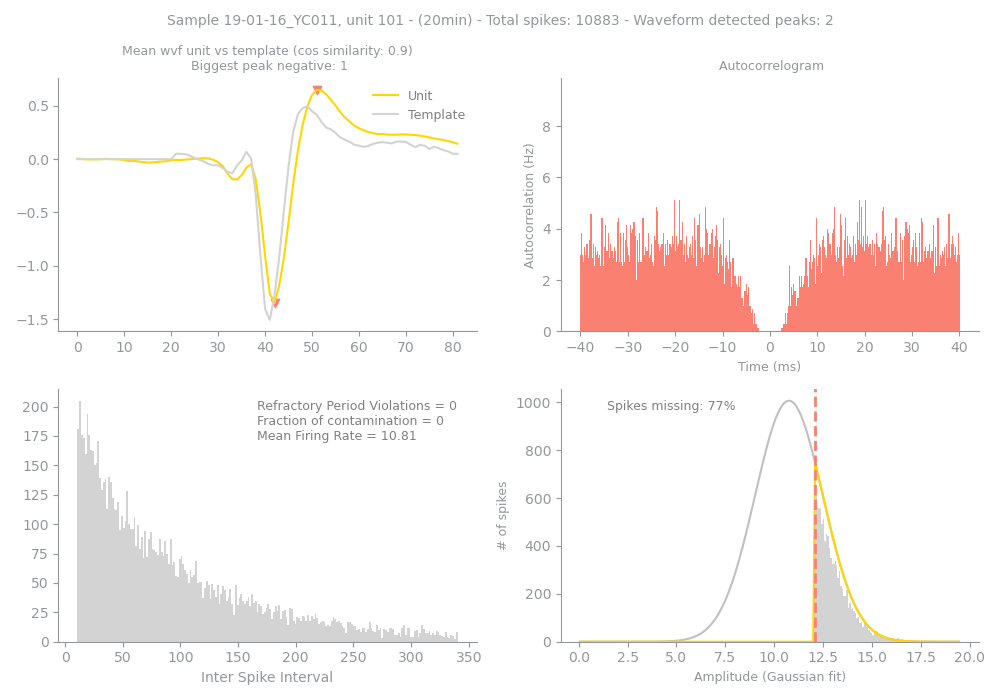 Sample 19-01-16_YC011, unit 101 - (20min) - Total spikes: 10883 - Waveform detected peaks: 2
Mean wvf unit vs template (cos similarity: 0.9)
Biggest peak negative: 1
Unit
Template
0.5
0.0
−0.5
−1.0
−1.5
0 10 20 30 40 50 60 70 80
Autocorrelogram
Autocorrelation (Hz)
8
6
4
2
0
−40 −30 −20 −10 0 10 20 30 40
Time (ms)
Refractory Period Violations = 0
Fraction of contamination = 0
Mean Firing Rate = 10.81
200
175
150
125
100
75
50
25
0
0 50 100 150 200 250 300 350
Inter Spike Interval
Spikes missing: 77%
# of spikes
1000
800
600
400
200
0
0.0 2.5 5.0 7.5 10.0 12.5 15.0 17.5 20.0
Amplitude (Gaussian fit)